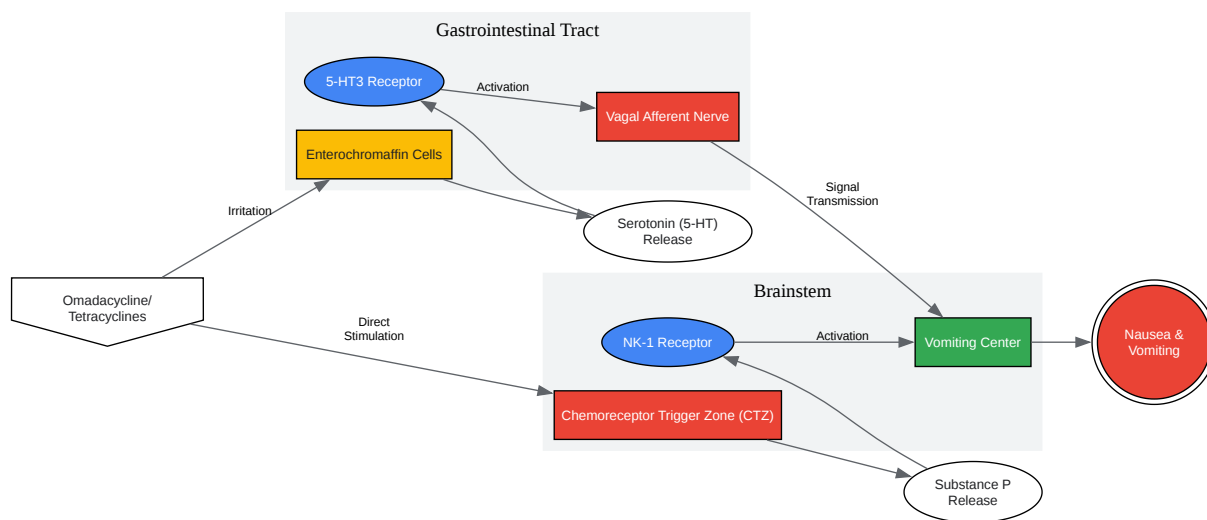 Gastrointestinal Tract
5-HT3 Receptor
Activation
Vagal Afferent Nerve
Enterochromaffin Cells
Irritation
Signal
Transmission
Serotonin (5-HT)
Release
Omadacycline/
Tetracyclines
Direct
Stimulation
Brainstem
NK-1 Receptor
Activation
Vomiting Center
Nausea &
Vomiting
Chemoreceptor Trigger Zone (CTZ)
Substance P
Release